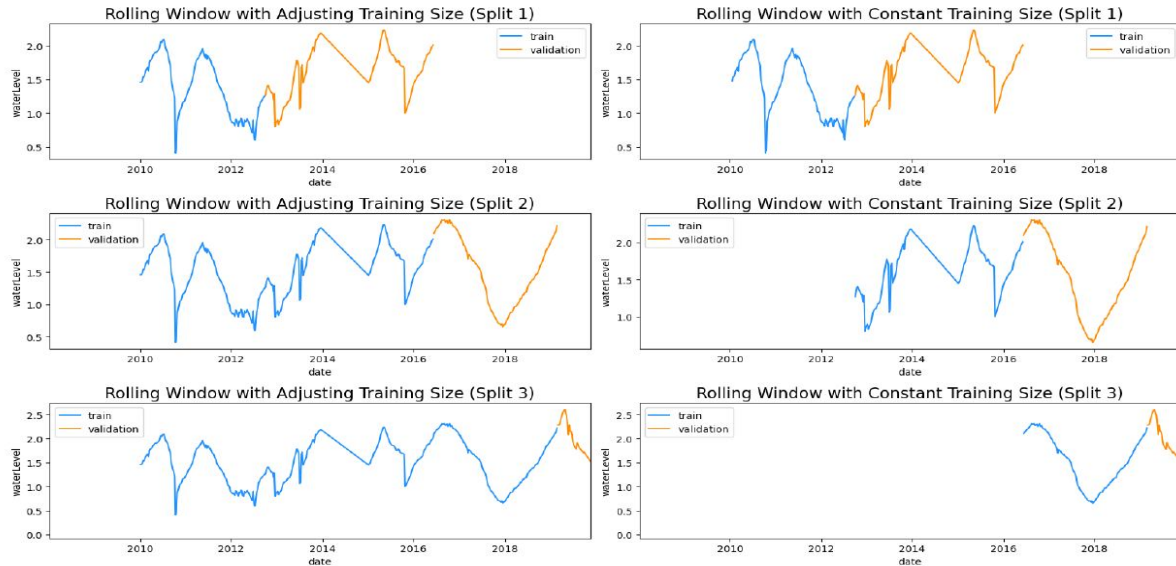 Rolling Window with Adjusting Training Size (Split 1)
2.0
1.5
1.0
0.5
waterLevel
train
validation
2010 2012 2014 2016 2018
date
Rolling Window with Constant Training Size (Split 1)
2.0
1.5
1.0
0.5
waterLevel
train
validation
2010 2012 2014 2016 2018
date
Rolling Window with Adjusting Training Size (Split 2)
2.0
1.5
1.0
0.5
waterLevel
train
validation
2010 2012 2014 2016 2018
date
Rolling Window with Constant Training Size (Split 2)
2.0
1.5
1.0
waterLevel
train
validation
2010 2012 2014 2016 2018
date
Rolling Window with Adjusting Training Size (Split 3)
2.5
2.0
1.5
1.0
0.5
0.0
waterLevel
train
validation
2010 2012 2014 2016 2018
date
Rolling Window with Constant Training Size (Split 3)
2.5
2.0
1.5
1.0
0.5
0.0
waterLevel
train
validation
2010 2012 2014 2016 2018
date